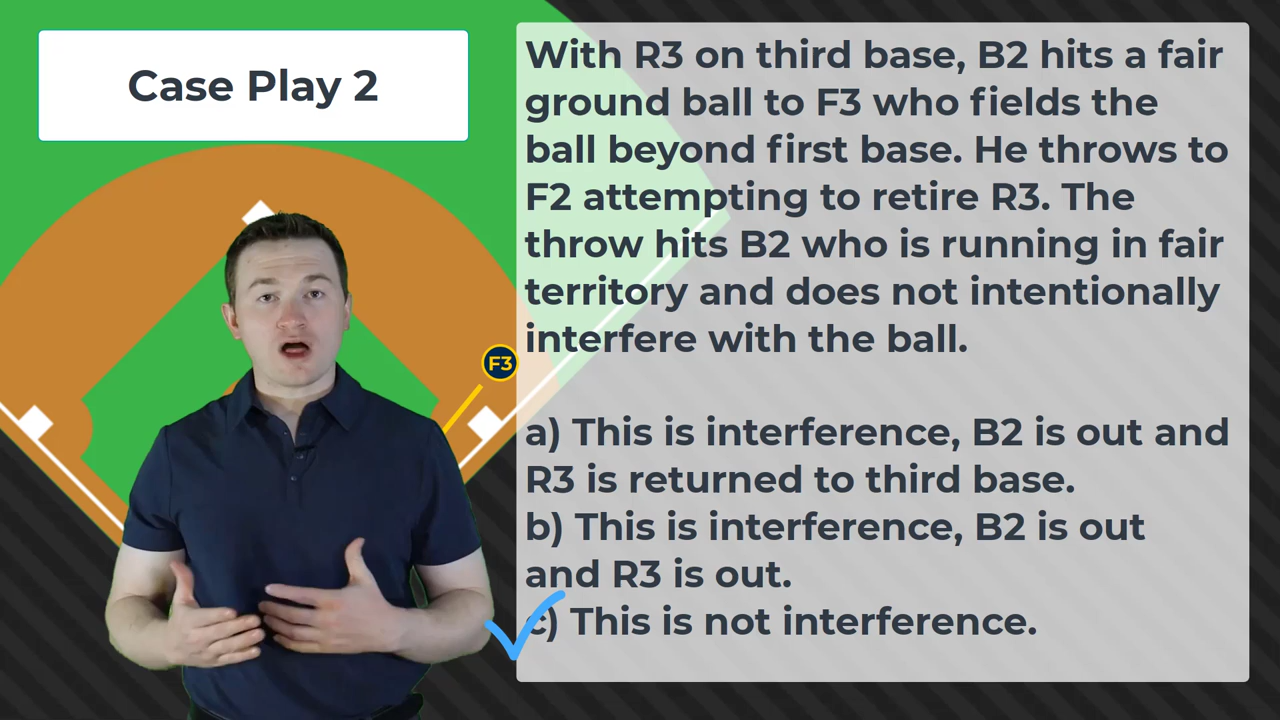 Case Play 2
With R3 on third base, B2 hits a fair
ground ball to F3 who fields the
ball beyond first base. He throws to
F2 attempting to retire R3. The
throw hits B2 who is running in fair
territory and does not intentionally
interfere with the ball.
a) This is interference, B2 is out and
R3 is returned to third base.
b) This is interference, B2 is out
and R3 is out.
c) This is not interference.
F3